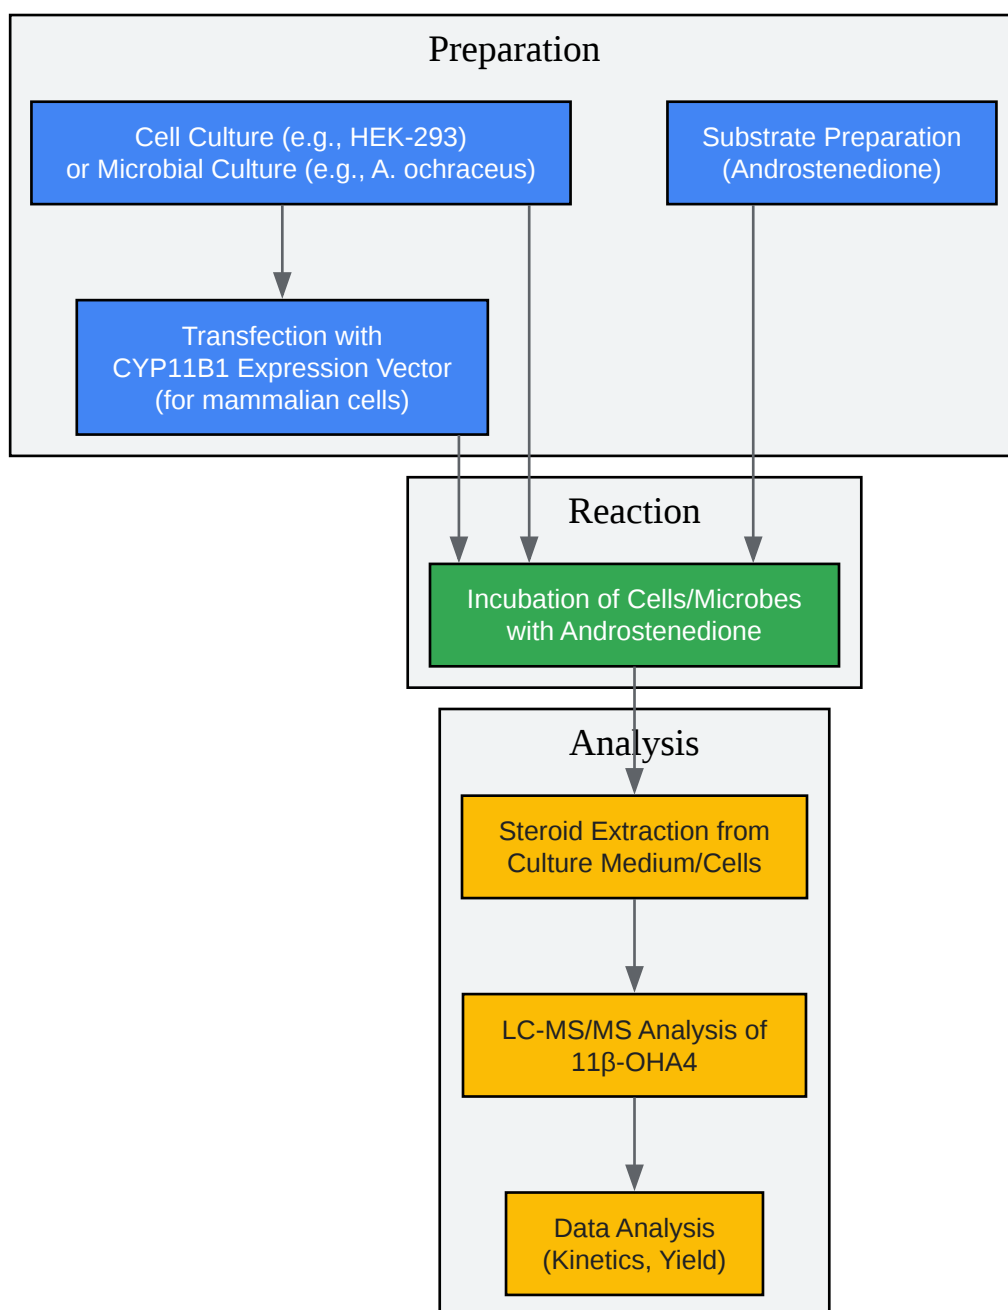 Preparation
Cell Culture (e.g., HEK-293)
or Microbial Culture (e.g., A. ochraceus)
Substrate Preparation
(Androstenedione)
Transfection with
CYP11B1 Expression Vector
(for mammalian cells)
Reaction
Incubation of Cells/Microbes
with Androstenedione
Analysis
Steroid Extraction from
Culture Medium/Cells
LC-MS/MS Analysis of
11β-OHA4
Data Analysis
(Kinetics, Yield)